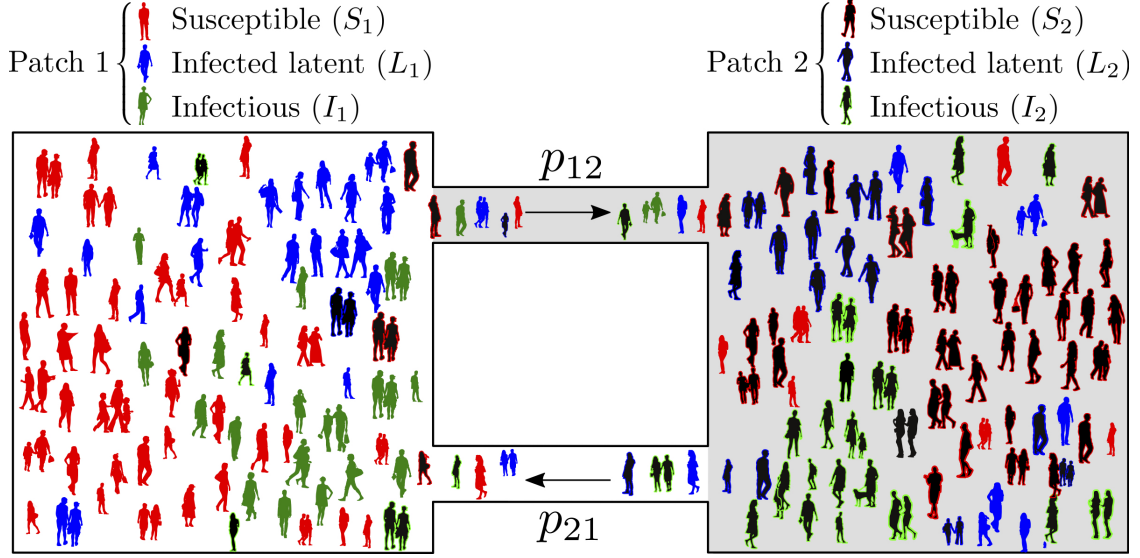 Patch 1
Susceptible (S₁)
Infected latent (L₁)
Infectious (I₁)
Patch 2
Susceptible (S₂)
Infected latent (L₂)
Infectious (I₂)
p₁₂
p₂₁